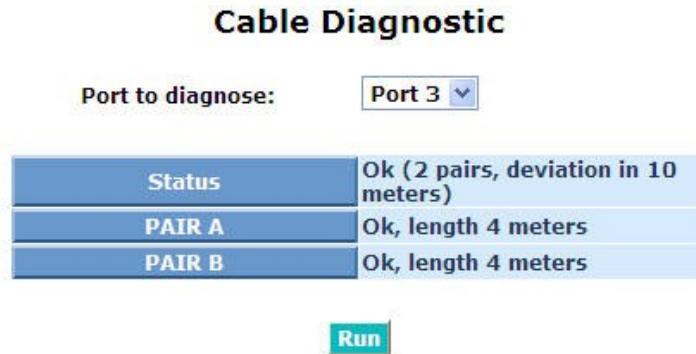 Cable Diagnostic
Port to diagnose: Port 3
Status Ok (2 pairs, deviation in 10
meters)
PAIR A Ok, length 4 meters
PAIR B Ok, length 4 meters
Run